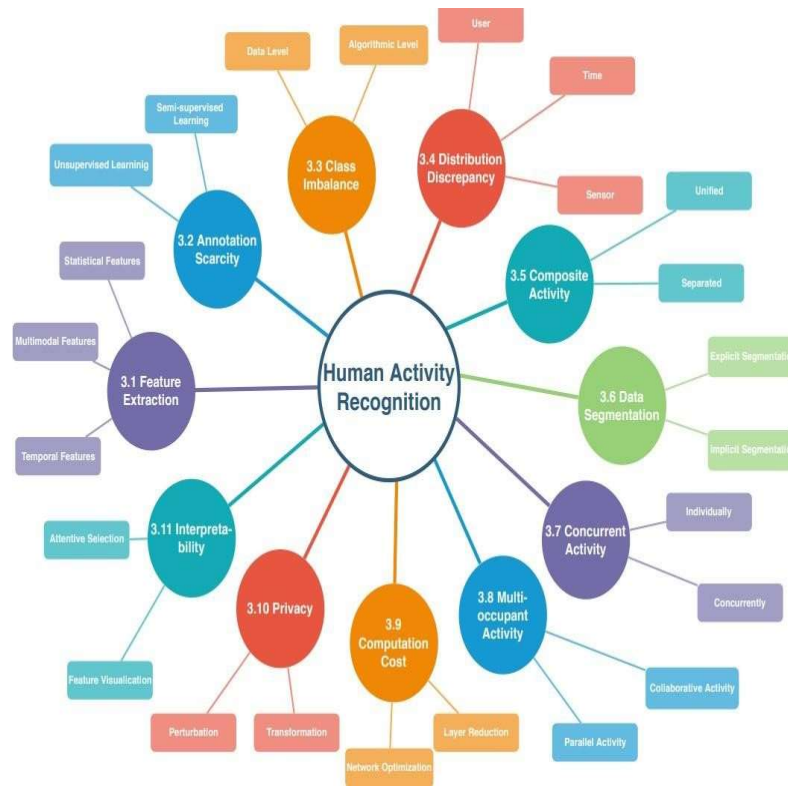 User
Algorithmic Level
Data Level
Time
Semi-supervised
Learning
3.3 Class
Imbalance
3.4 Distribution
Discrepancy
Unsupervised Learninig
Unified
Sensor
3.2 Annotation
Scarcity
Statistical Features
3.5 Composite
Activity
Separated
Multimodal Features
Human Activity
Recognition
Explicit Segmentatio
3.1 Feature
Extraction
3.6 Data
Segmentation
Temporal Features
Implicit Segmentatio
Individually
3.11 Interpreta-
bility
Attentive Selection
3.7 Concurrent
Activity
Concurrently
3.10 Privacy
3.8 Multi-
occupant
Activity
3.9
Computation
Cost
Feature Visualication
Collaborative Activity
Perturbation
Transformation
Layer Reduction
Parallel Activity
Network Optimization